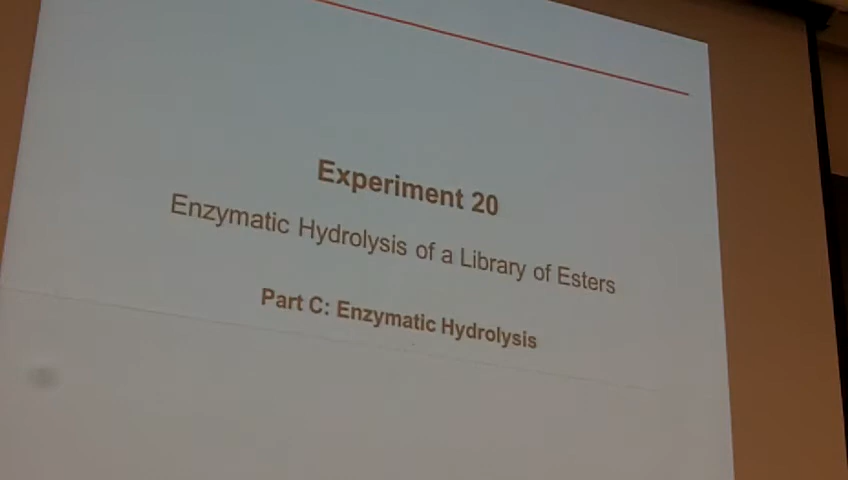 Experiment 20
Enzymatic Hydrolysis of a Library of Esters
Part C: Enzymatic Hydrolysis